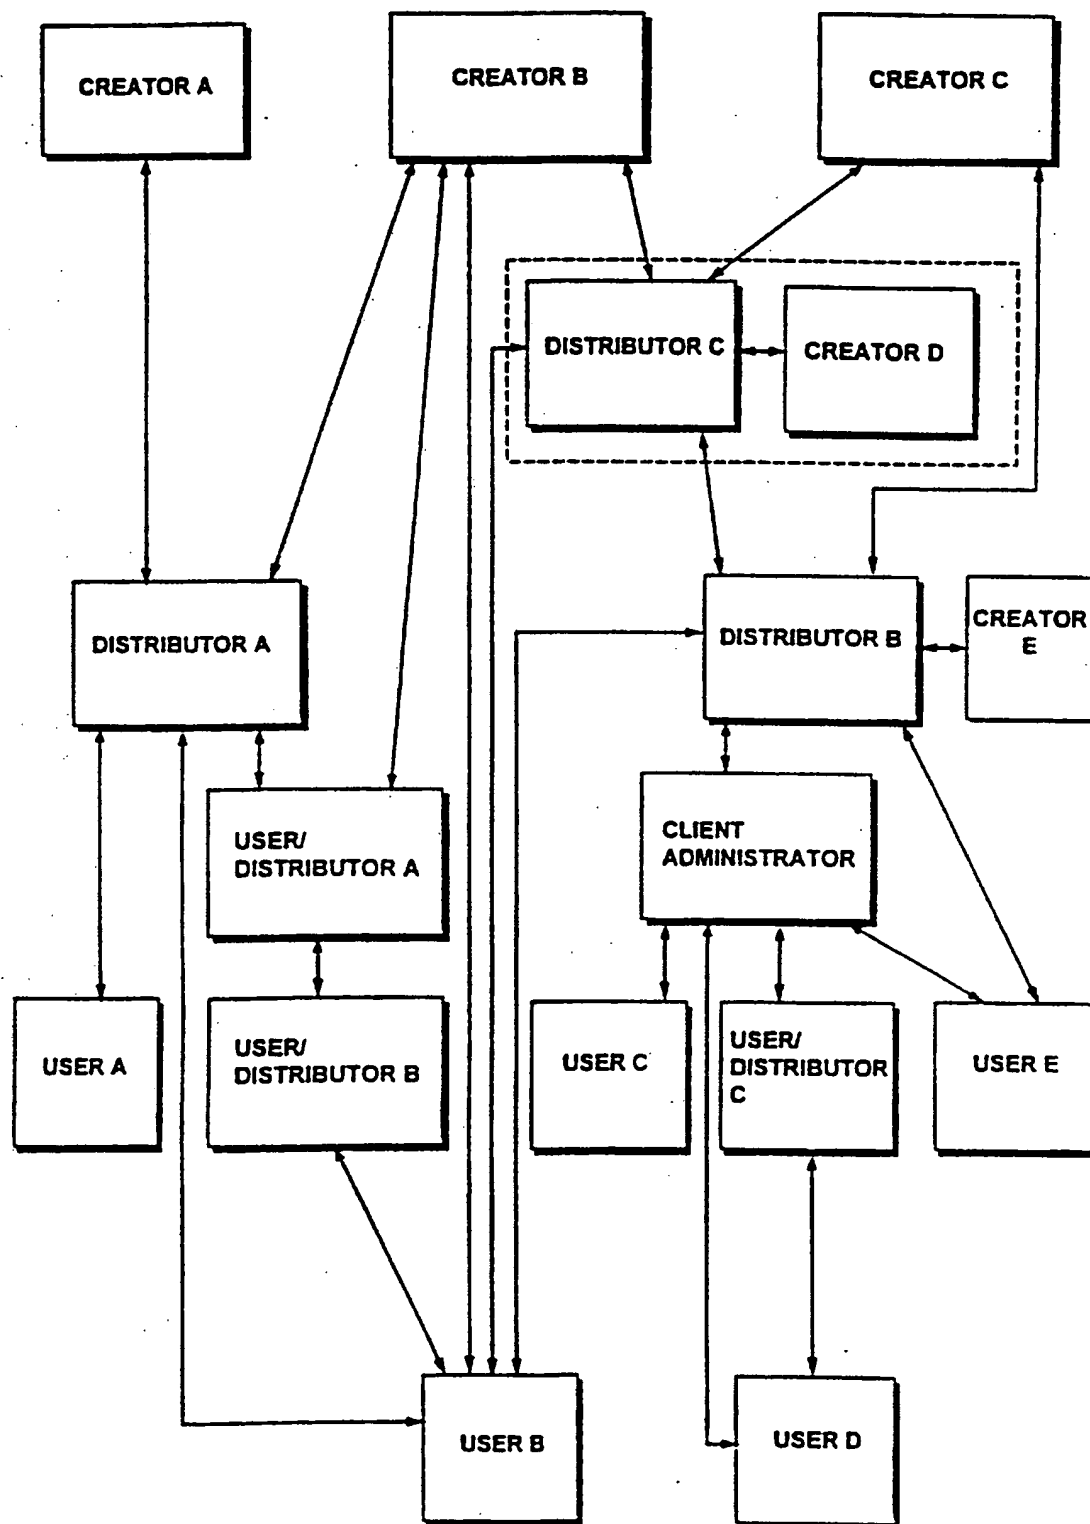 CREATOR A
CREATOR B
CREATOR C
DISTRIBUTOR C
CREATOR D
DISTRIBUTOR A
DISTRIBUTOR B
CREATOR
E
USER/
DISTRIBUTOR A
CLIENT
ADMINISTRATOR
USER A
USER/
DISTRIBUTOR B
USER C
USER/
DISTRIBUTOR
C
USER E
USER B
USER D